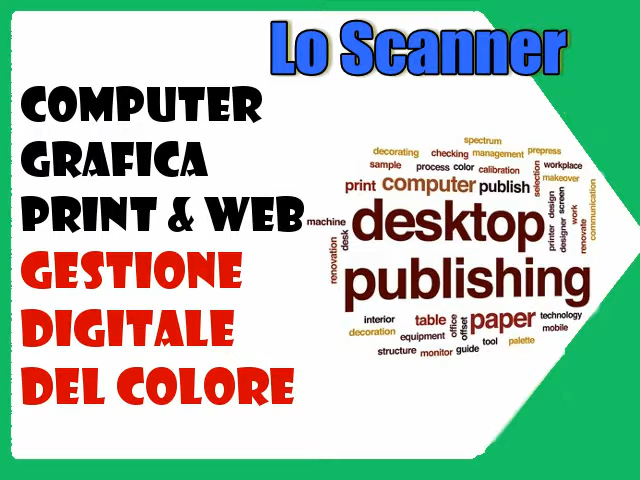 Lo Scanner
COMPUTER
GRAFICA
PRINT & WEB
GESTIONE
DIGITALE
DEL COLORE
spectrum
decorating checking management prepress
sample process color calibration selection workplace
makeover
print computer publish
machine desktop
renovation desk printer design designer screen work renovate communication
publishing
interior table office offset paper technology
decoration equipment tool palette mobile
structure monitor guide